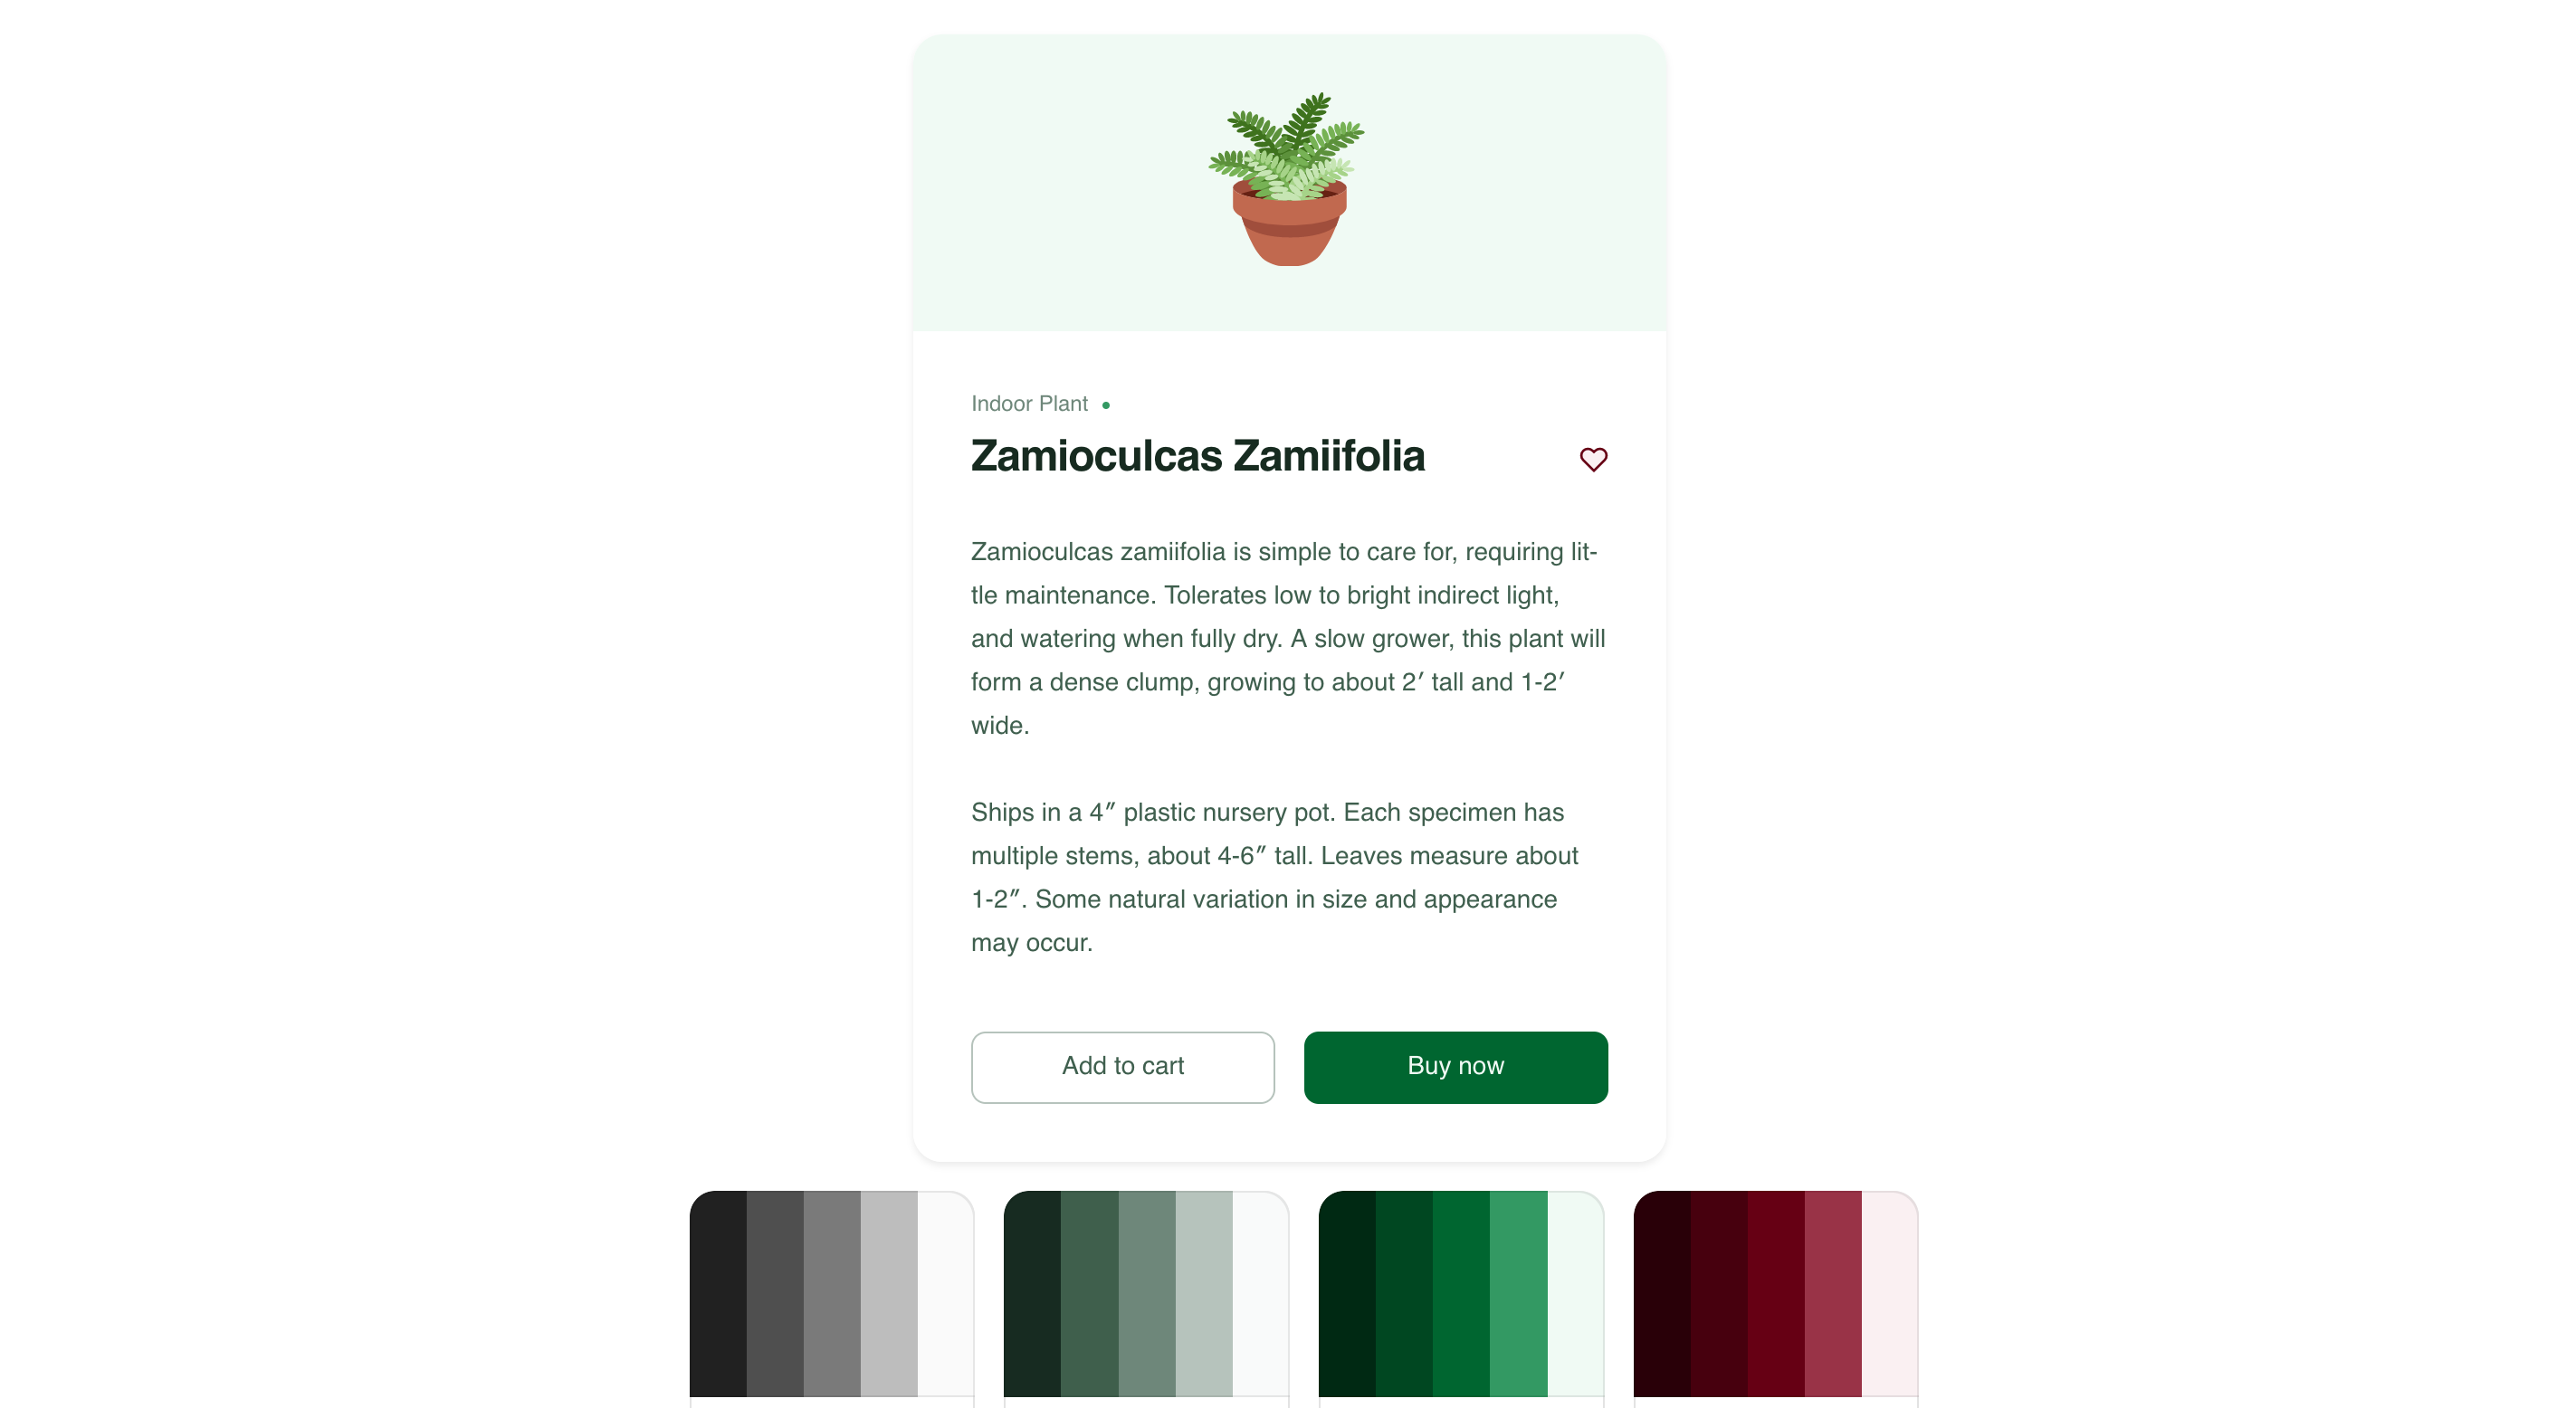 Indoor Plant •
Zamioculcas Zamiifolia
Zamioculcas zamiifolia is simple to care for, requiring lit-
tle maintenance. Tolerates low to bright indirect light,
and watering when fully dry. A slow grower, this plant will
form a dense clump, growing to about 2′ tall and 1-2′
wide.
Ships in a 4″ plastic nursery pot. Each specimen has
multiple stems, about 4-6″ tall. Leaves measure about
1-2″. Some natural variation in size and appearance
may occur.
Add to cart
Buy now